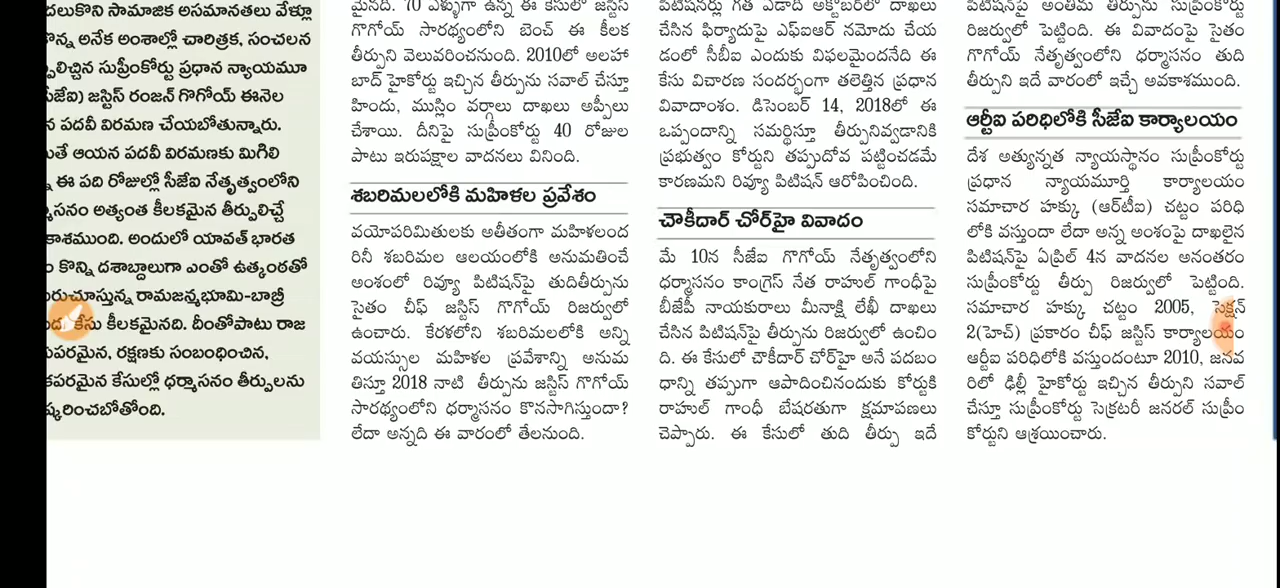 దలుకొని సామాజిక అసమానతలు వేళ్లూ
కొన్న అనేక అంశాల్లో చారిత్రక, సంచలన
లిచ్చిన సుప్రీంకోర్టు ప్రధాన న్యాయమూ
సీజేఐ) జస్టిస్ రంజన్ గొగోయ్ ఈనెల
న పదవీ విరమణ చేయబోతున్నారు.
తే ఆయన పదవీ విరమణకు మిగిలి
ఈ పది రోజుల్లో సీజేఐ నేతృత్వంలోని
సనం అత్యంత కీలకమైన తీర్పులిచ్చే
కాశముంది. అందులో యావత్ భారత
కొన్ని దశాబ్దాలుగా ఎంతో ఉత్కంఠతో
రుచూస్తున్న రామజన్మభూమి-బాబ్రీ
కేసు కీలకమైనది. దీంతోపాటు రాజ
పరమైన, రక్షణకు సంబంధించిన,
కపరమైన కేసుల్లో ధర్మాసనం తీర్పులను
ష్కరించబోతోంది.
మైనది. 70 ఏళ్ళుగా ఉన్న ఈ కేసులో జస్టిస్
గొగోయ్ సారథ్యంలోని బెంచ్ ఈ కీలక
తీర్పుని వెలువరించనుంది. 2010లో అలహా
బాద్ హైకోర్టు ఇచ్చిన తీర్పును సవాల్ చేస్తూ
హిందు, ముస్లిం వర్గాలు దాఖలు అప్పీలు
చేశాయి. దీనిపై సుప్రీంకోర్టు 40 రోజుల
పాటు ఇరుపక్షాల వాదనలు వినింది.
శబరిమలలోకి మహిళల ప్రవేశం
వయోపరిమితులకు అతీతంగా మహిళలంద
రినీ శబరిమల ఆలయంలోకి అనుమతించే
అంశంలో రివ్యూ పిటిషన్‌పై తుదితీర్పును
సైతం చీఫ్ జస్టిస్ గొగోయ్ రిజర్వులో
ఉంచారు. కేరళలోని శబరిమలలోకి అన్ని
వయస్సుల మహిళల ప్రవేశాన్ని అనుమ
తిస్తూ 2018 నాటి తీర్పును జస్టిస్ గొగోయ్
సారథ్యంలోని ధర్మాసనం కొనసాగిస్తుందా?
లేదా అన్నది ఈ వారంలో తేలనుంది.
పిటిషనర్లు గత ఏడాది అక్టోబర్‌లో దాఖలు
చేసిన ఫిర్యాదుపై ఎఫ్ఐఆర్ నమోదు చేయ
డంలో సీబీఐ ఎందుకు విఫలమైందనేది ఈ
కేసు విచారణ సందర్భంగా తలెత్తిన ప్రధాన
వివాదాంశం. డిసెంబర్ 14, 2018లో ఈ
ఒప్పందాన్ని సమర్థిస్తూ తీర్పునివ్వడానికి
ప్రభుత్వం కోర్టుని తప్పుదోవ పట్టించడమే
కారణమని రివ్యూ పిటిషన్ ఆరోపించింది.
చౌకీదార్ చోర్‌హై వివాదం
మే 10న సీజేఐ గొగోయ్ నేతృత్వంలోని
ధర్మాసనం కాంగ్రెస్ నేత రాహుల్ గాంధీపై
బీజేపీ నాయకురాలు మీనాక్షి లేఖీ దాఖలు
చేసిన పిటిషన్‌పై తీర్పును రిజర్వులో ఉంచిం
ది. ఈ కేసులో చౌకీదార్ చోర్‌హై అనే పదబం
ధాన్ని తప్పుగా ఆపాదించినందుకు కోర్టుకి
రాహుల్ గాంధీ బేషరతుగా క్షమాపణలు
చెప్పారు. ఈ కేసులో తుది తీర్పు ఇదే
పిటిషన్‌పై అంతిమ తీర్పును సుప్రీంకోర్టు
రిజర్వులో పెట్టింది. ఈ వివాదంపై సైతం
గొగోయ్ నేతృత్వంలోని ధర్మాసనం తుది
తీర్పుని ఇదే వారంలో ఇచ్చే అవకాశముంది.
ఆర్టీఐ పరిధిలోకి సీజేఐ కార్యాలయం
దేశ అత్యున్నత న్యాయస్థానం సుప్రీంకోర్టు
ప్రధాన న్యాయమూర్తి కార్యాలయం
సమాచార హక్కు (ఆర్‌టీఐ) చట్టం పరిధి
లోకి వస్తుందా లేదా అన్న అంశంపై దాఖలైన
పిటిషన్‌పై ఏప్రిల్ 4న వాదనల అనంతరం
సుప్రీంకోర్టు తీర్పు రిజర్వులో పెట్టింది.
సమాచార హక్కు చట్టం 2005, సెక్షన్
2(హెచ్) ప్రకారం చీఫ్ జస్టిస్ కార్యాలయం
ఆర్టీఐ పరిధిలోకి వస్తుందంటూ 2010, జనవ
రిలో ఢిల్లీ హైకోర్టు ఇచ్చిన తీర్పుని సవాల్
చేస్తూ సుప్రీంకోర్టు సెక్రటరీ జనరల్ సుప్రీం
కోర్టుని ఆశ్రయించారు.